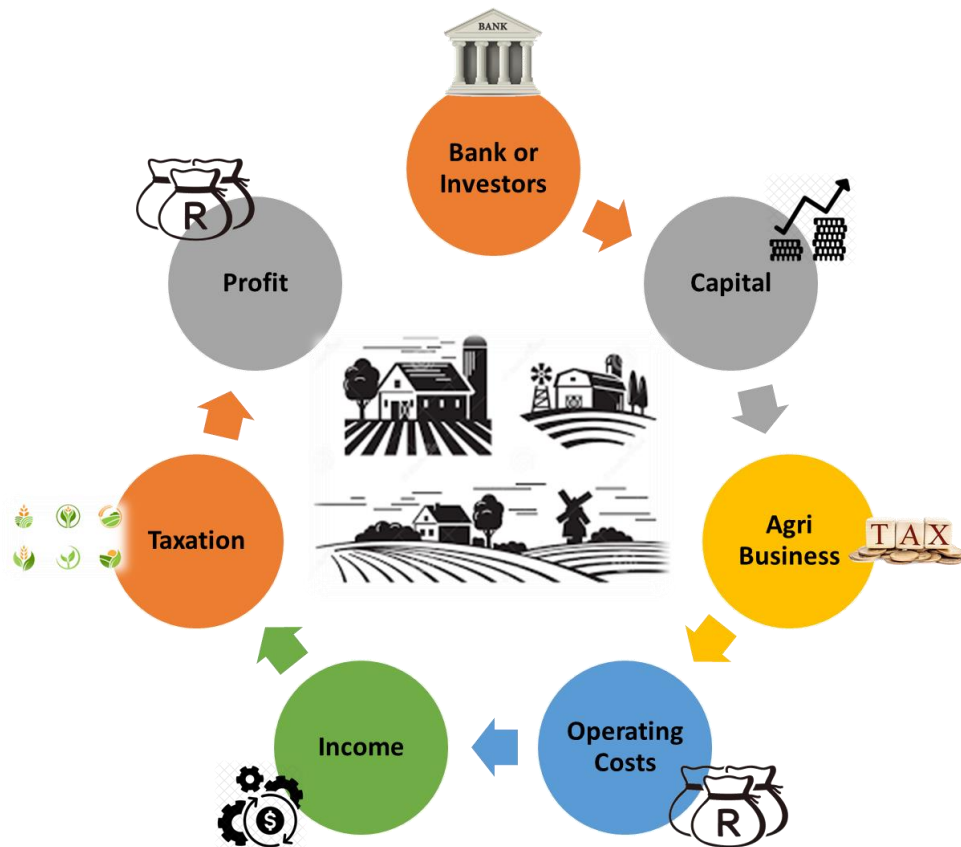 BANK
Bank or
Investors
Capital
Agri
Business
TAX
Operating
Costs
R
Income
$
Taxation
Profit
R